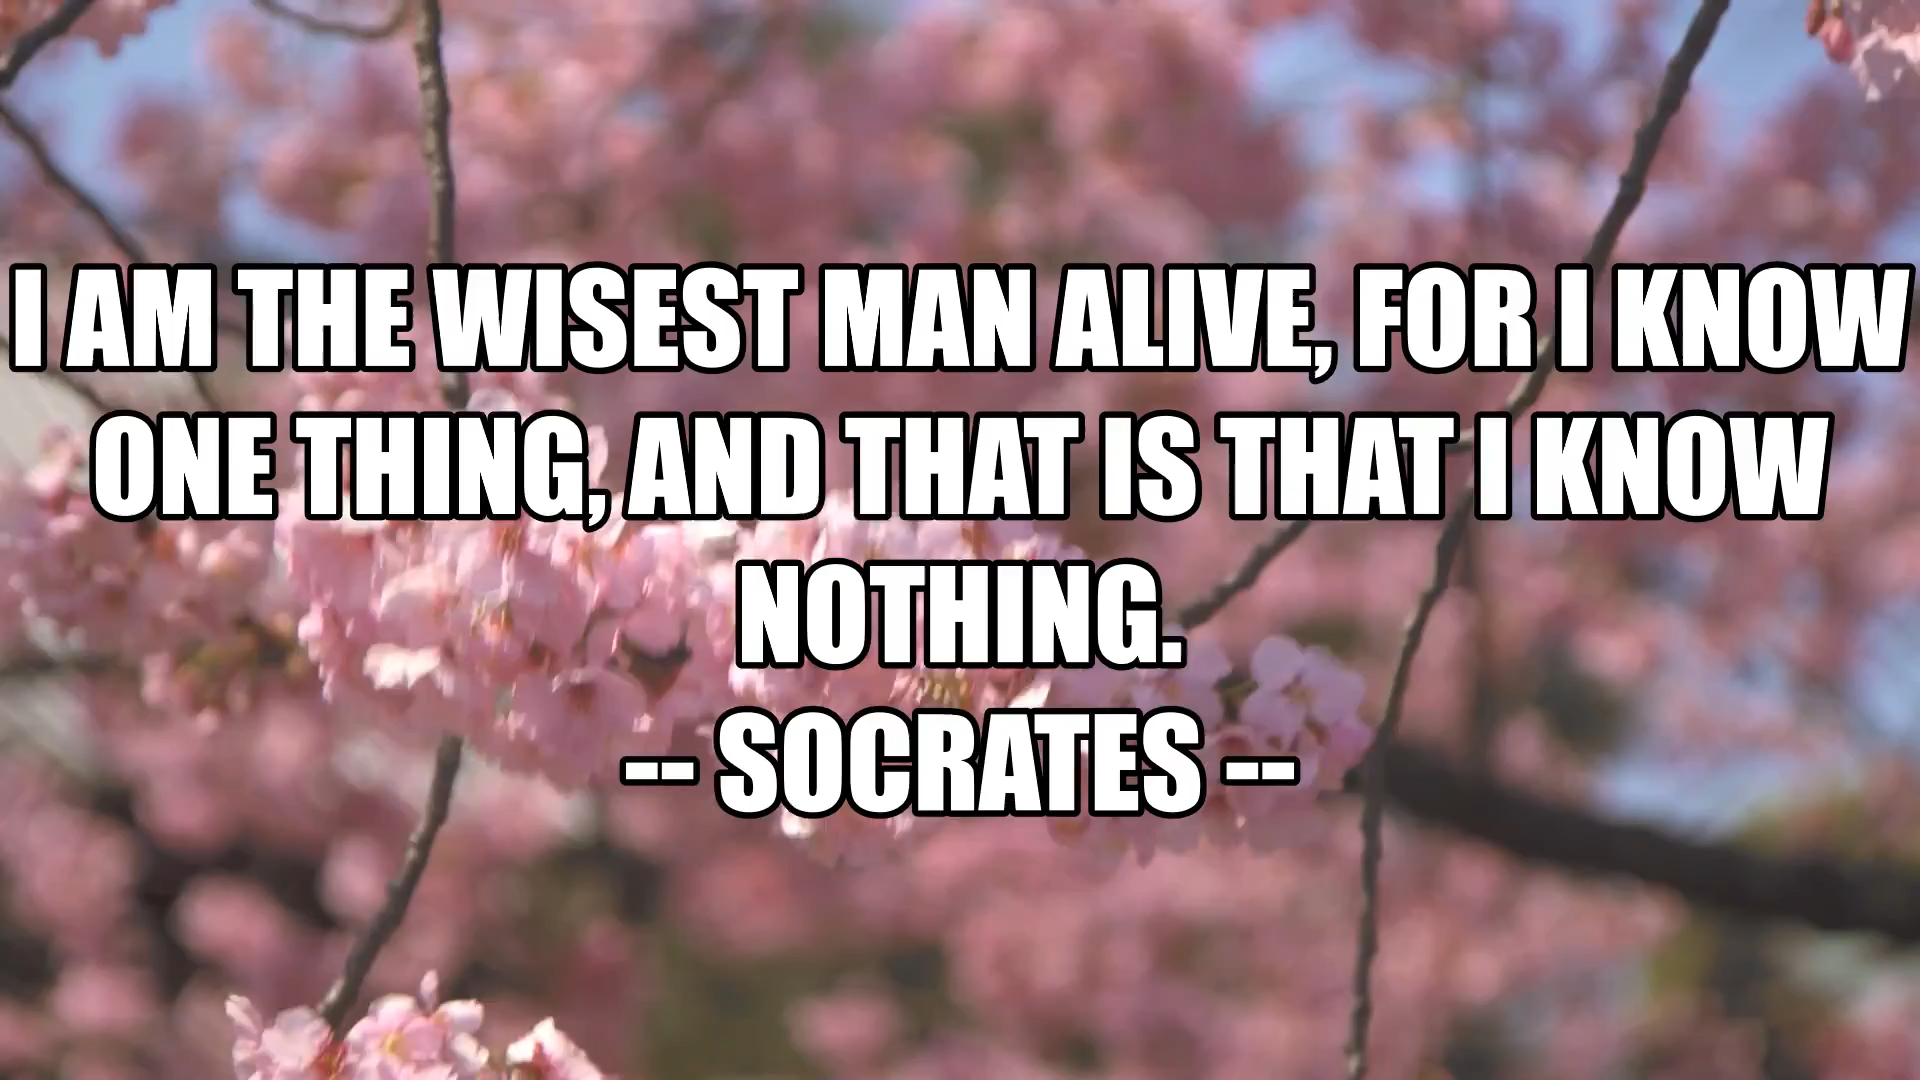 I AM THE WISEST MAN ALIVE, FOR I KNOW
ONE THING, AND THAT IS THAT I KNOW
NOTHING.
-- SOCRATES --